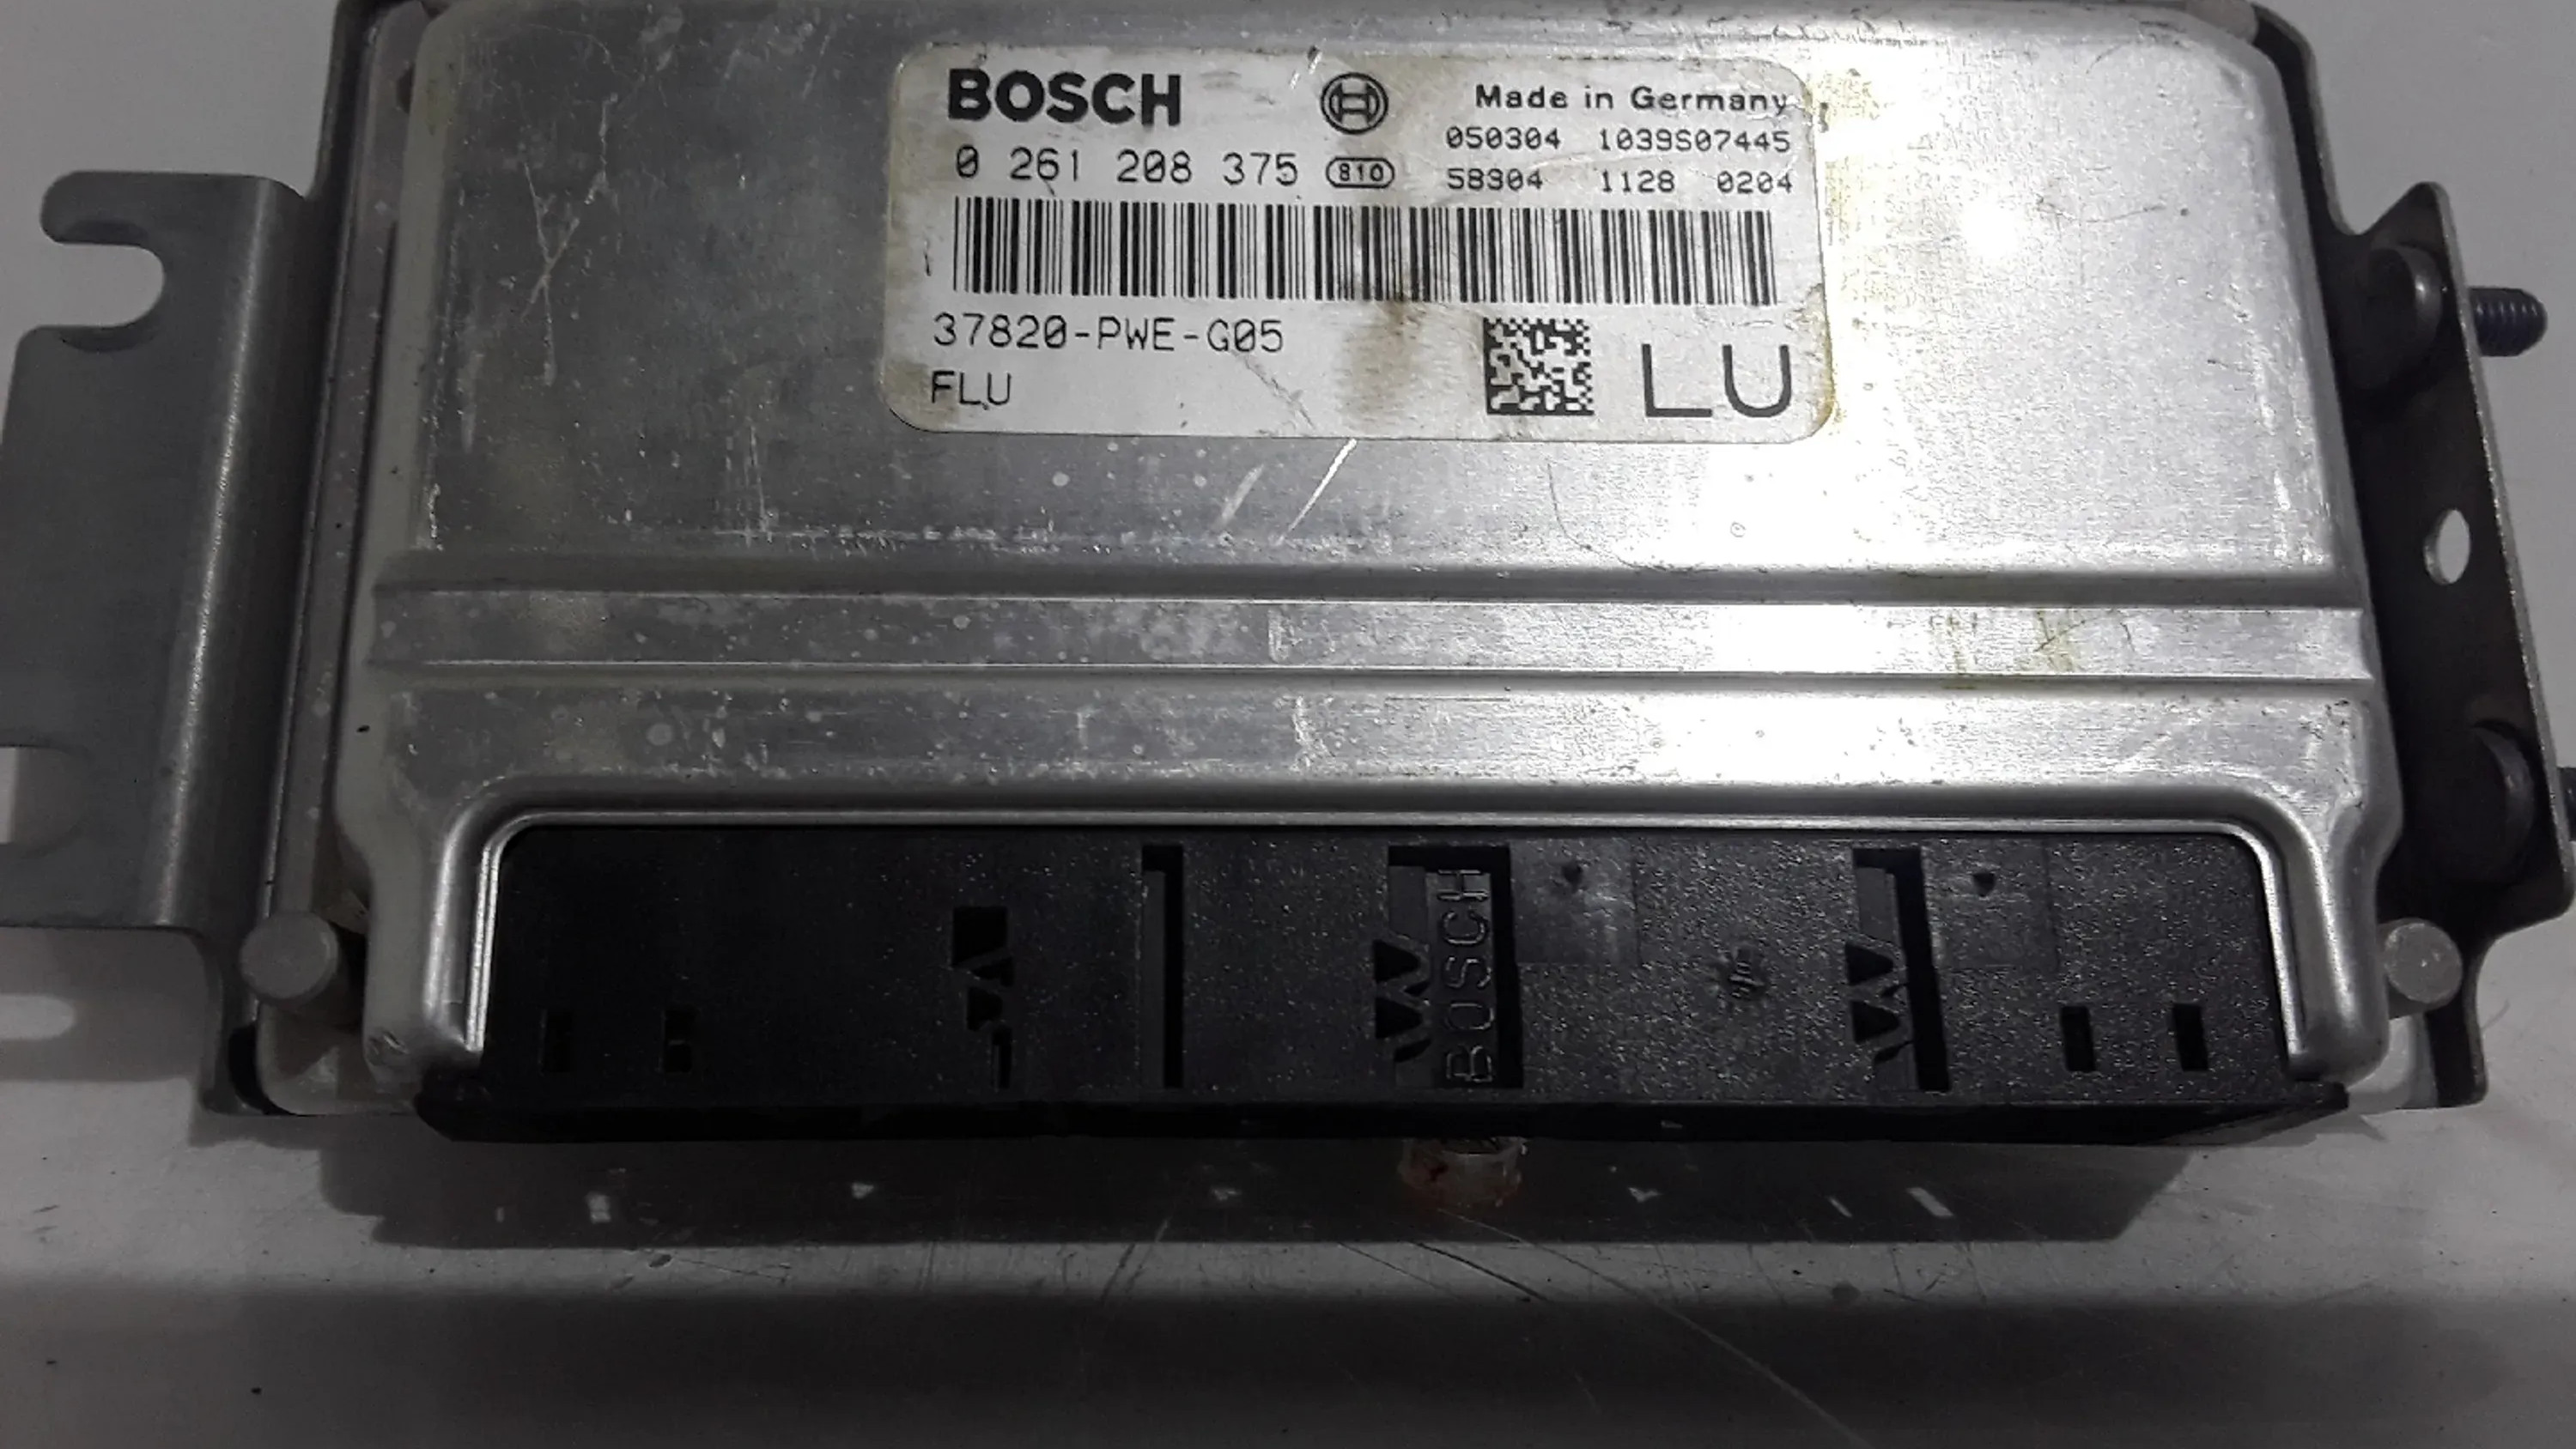 BOSCH Made in Germany
050304 1039S07445
0 261 208 375 810 58304 1128 0204
37820-PWE-G05
FLU LU
BOSCH